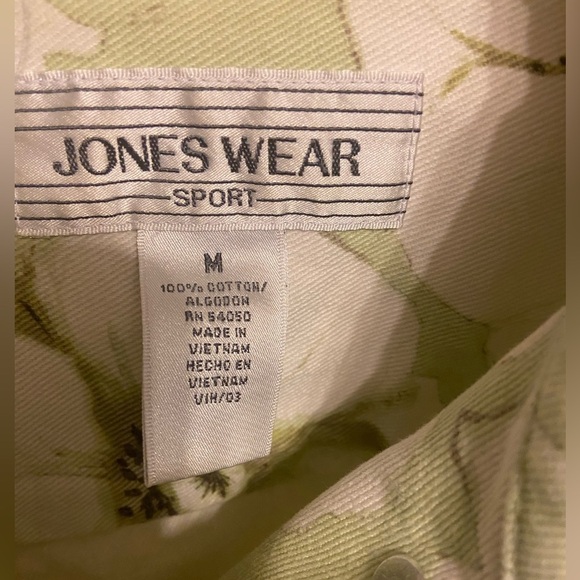 JONES WEAR
SPORT
M
100% COTTON/
ALGODON
RN 54050
MADE IN
VIETNAM
HECHO EN
VIETNAM
VIH/03